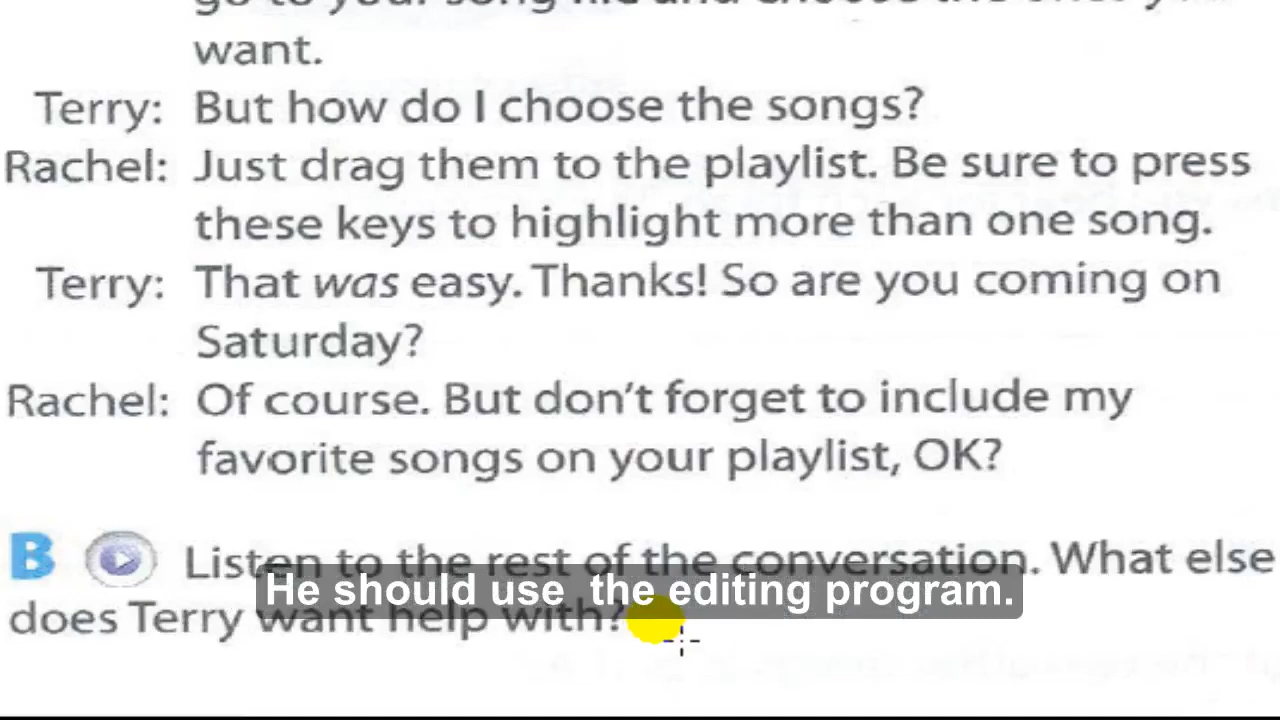 want.
Terry: But how do I choose the songs?
Rachel: Just drag them to the playlist. Be sure to press
these keys to highlight more than one song.
Terry: That was easy. Thanks! So are you coming on
Saturday?
Rachel: Of course. But don't forget to include my
favorite songs on your playlist, OK?
B Listen to the rest of the conversation. What else
He should use the editing program.
does Terry want help with?